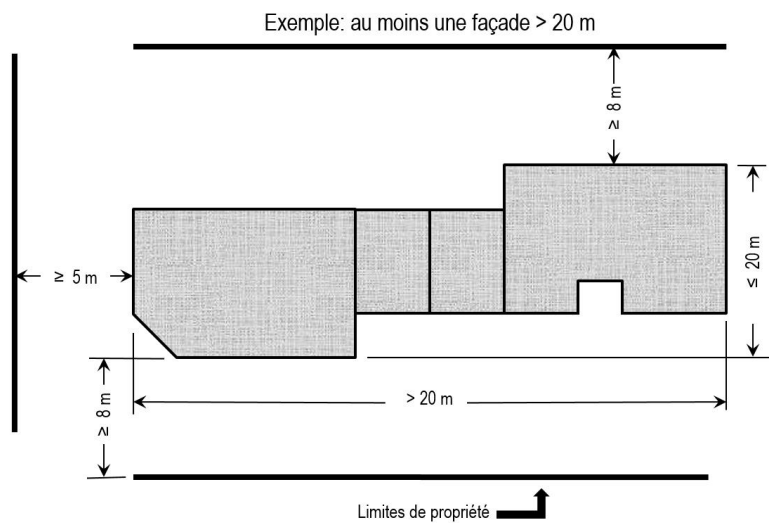 Exemple: au moins une façade > 20 m
≥ 8 m
≥ 5 m
≤ 20 m
≥ 8 m
> 20 m
Limites de propriété